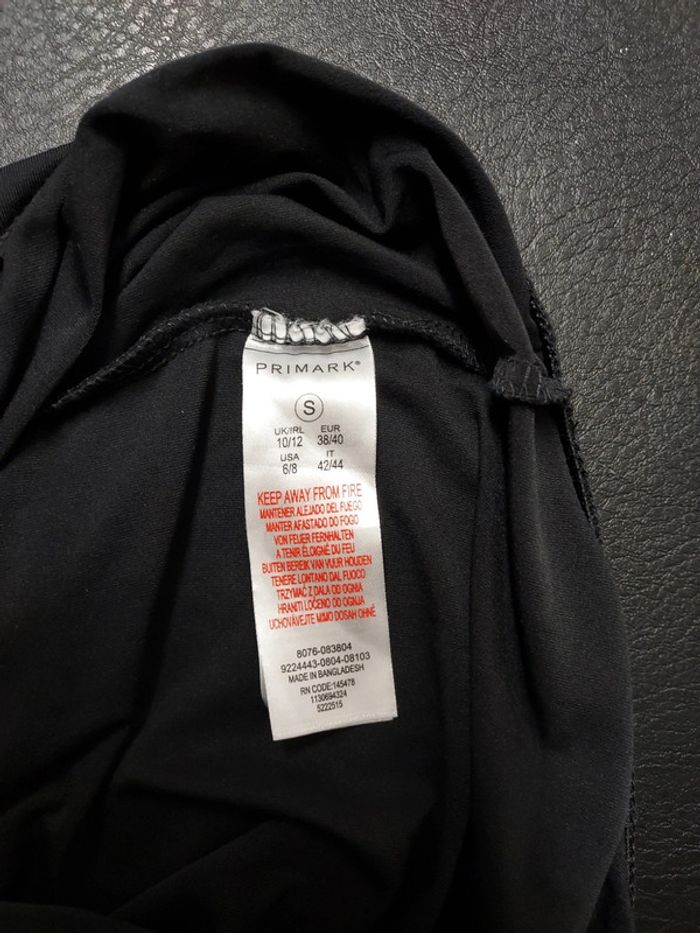 PRIMARK®
S
UK/IRL EUR
10/12 38/40
USA IT
6/8 42/44
KEEP AWAY FROM FIRE
MANTENER ALEJADO DEL FUEGO
MANTER AFASTADO DO FOGO
VON FEUER FERNHALTEN
A TENIR ÉLOIGNÉ DU FEU
BUITEN BEREIK VAN VUUR HOUDEN
TENERE LONTANO DAL FUOCO
TRZYMAĆ Z DALA OD OGNIA
HRANITI LOČENO OD OGNJA
UCHOVÁVEJTE MIMO DOSAH OHNĚ
8076-083804
9224443-0804-08103
MADE IN BANGLADESH
RN CODE:145478
1130694324
5222515